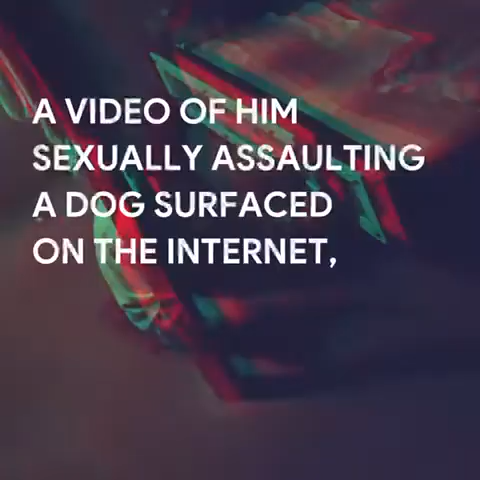 A VIDEO OF HIM
SEXUALLY ASSAULTING
A DOG SURFACED
ON THE INTERNET,